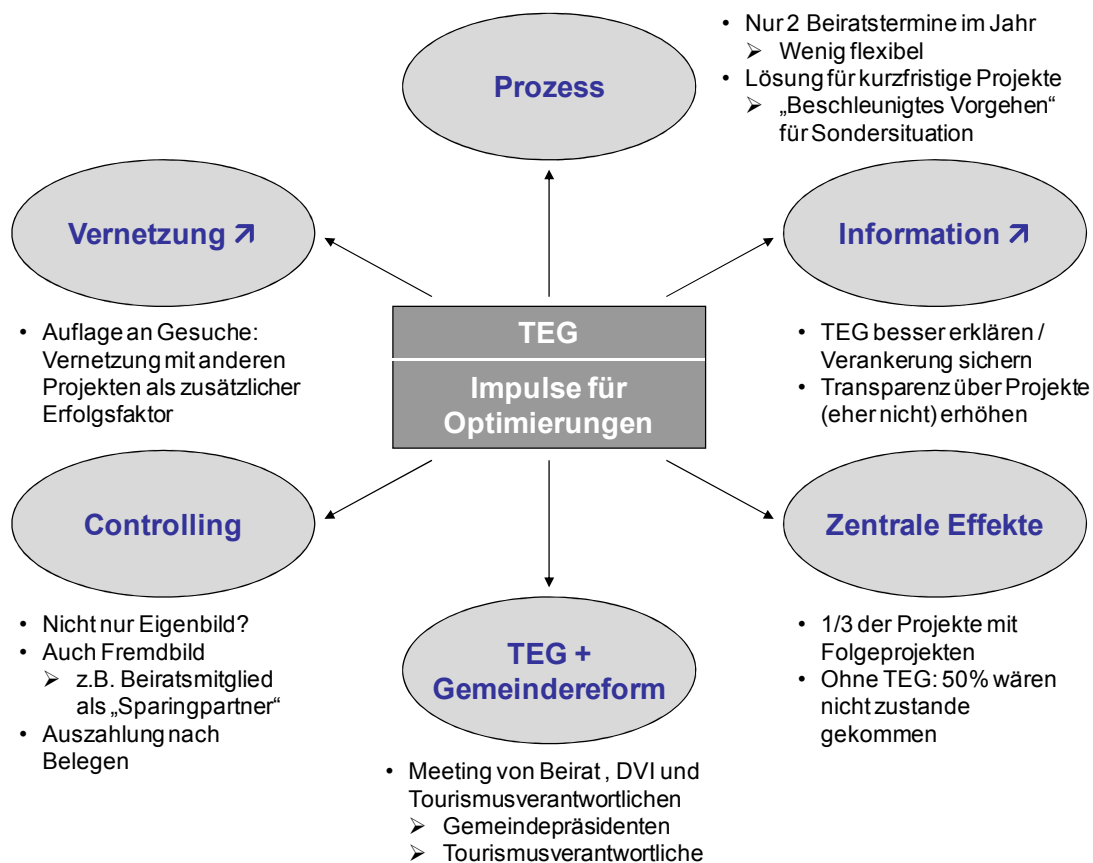 Prozess
• Nur 2 Beiratstermine im Jahr
➢ Wenig flexibel
• Lösung für kurzfristige Projekte
➢ „Beschleunigtes Vorgehen“
für Sondersituation
Vernetzung ↗
• Auflage an Gesuche:
Vernetzung mit anderen
Projekten als zusätzlicher
Erfolgsfaktor
TEG
Impulse für
Optimierungen
Information ↗
• TEG besser erklären /
Verankerung sichern
• Transparenz über Projekte
(eher nicht) erhöhen
Controlling
• Nicht nur Eigenbild?
• Auch Fremdbild
➢ z.B. Beiratsmitglied
als „Sparingpartner“
• Auszahlung nach
Belegen
TEG +
Gemeindereform
• Meeting von Beirat , DVI und
Tourismusverantwortlichen
➢ Gemeindepräsidenten
➢ Tourismusverantwortliche
Zentrale Effekte
• 1/3 der Projekte mit
Folgeprojekten
• Ohne TEG: 50% wären
nicht zustande
gekommen